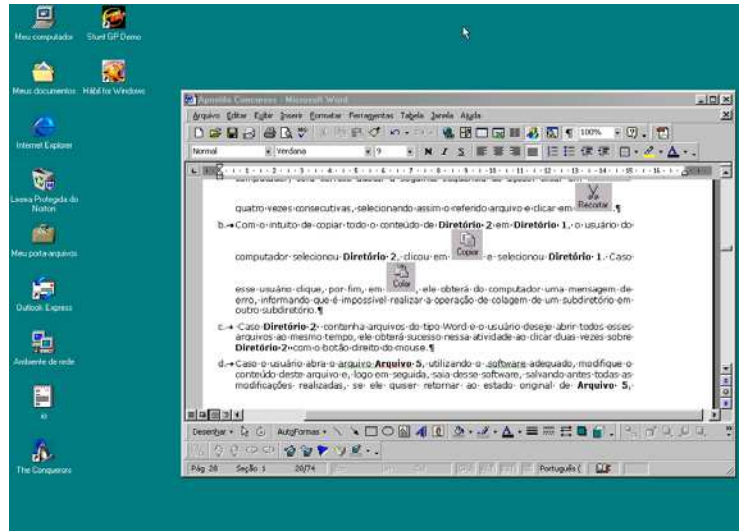 Meu computador
Stunt GP Demo
Meus documentos
Hábil for Windows
Internet Explorer
Lixeira Protegida do
Norton
Meu porta-arquivos
Outlook Express
Ambiente de rede
The Conquerors
Apostila Concursos - Microsoft Word
Arquivo Editar Exibir Inserir Formatar Ferramentas Tabela Janela Ajuda
100%
Normal Verdana 9 N I S
quatro·vezes·consecutivas,·selecionando·assim·o·referido·arquivo·e·clicar·em· Recortar .¶
b.→Com·o·intuito·de·copiar·todo·o·conteúdo·de·Diretório·2·em·Diretório·1,·o·usuário·do·
computador·selecionou·Diretório·2,·clicou·em· Copiar ·e·selecionou·Diretório·1.·Caso·
esse·usuário·clique,·por·fim,·em· Colar ,·ele·obterá·do·computador·uma·mensagem·de·
erro,·informando·que·é·impossível·realizar·a·operação·de·colagem·de·um·subdiretório·em·
outro·subdiretório.¶
c.→·Caso·Diretório·2··contenha·arquivos·do·tipo·Word·e·o·usuário·deseje·abrir·todos·esses·
arquivos·ao·mesmo·tempo,·ele·obterá·sucesso·nessa·atividade·ao·clicar·duas·vezes·sobre·
Diretório·2··com·o·botão·direito·do·mouse.¶
d.→Caso·o·usuário·abra·o·arquivo·Arquivo·5,·utilizando·o·software·adequado,·modifique·o·
conteúdo·deste·arquivo·e,·logo·em·seguida,·saia·desse·software,·salvando·antes·todas·as·
modificações·realizadas,·se·ele·quiser·retornar·ao·estado·original·de·Arquivo·5,·
Desenhar AutoFormas
Pág 28 Seção 1 20/74 Português (